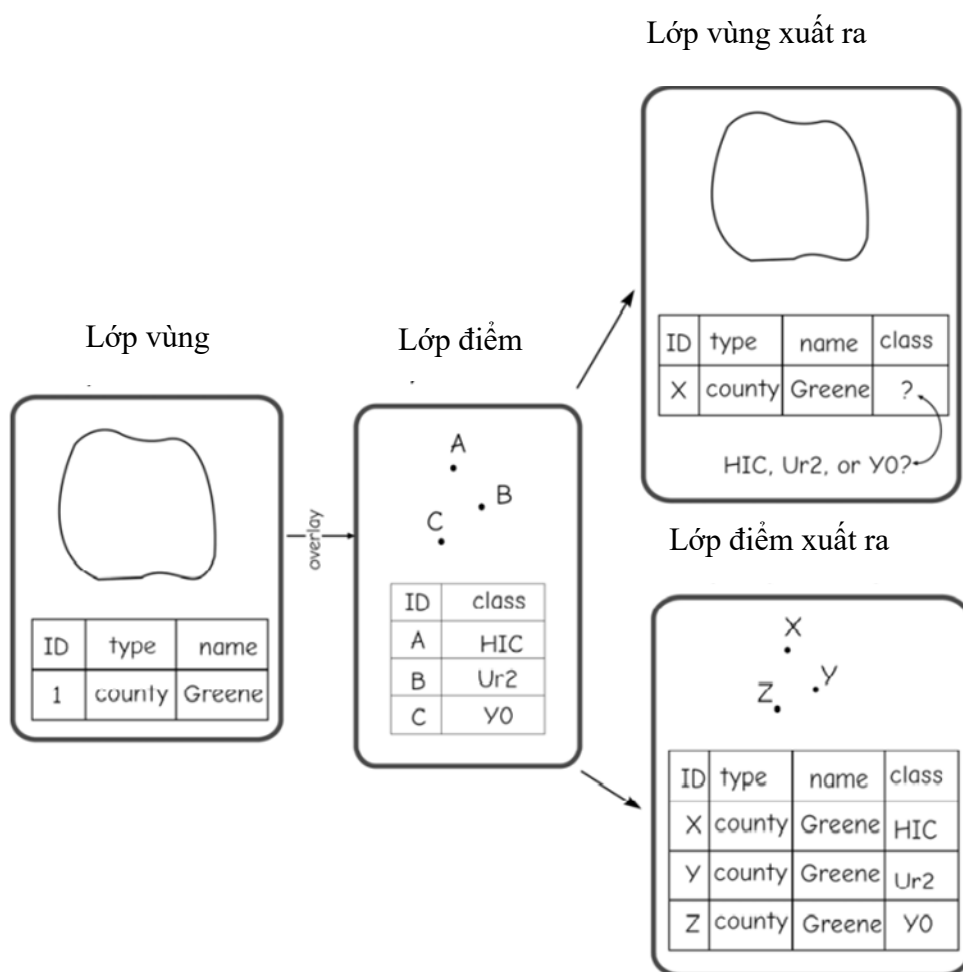 Lớp vùng xuất ra
ID type name class
X county Greene ?
HIC, Ur2, or Y0?
Lớp vùng
ID type name
1 county Greene
overlay
Lớp điểm
A
B
C
ID class
A HIC
B Ur2
C Y0
Lớp điểm xuất ra
X
Y
Z
ID type name class
X county Greene HIC
Y county Greene Ur2
Z county Greene Y0